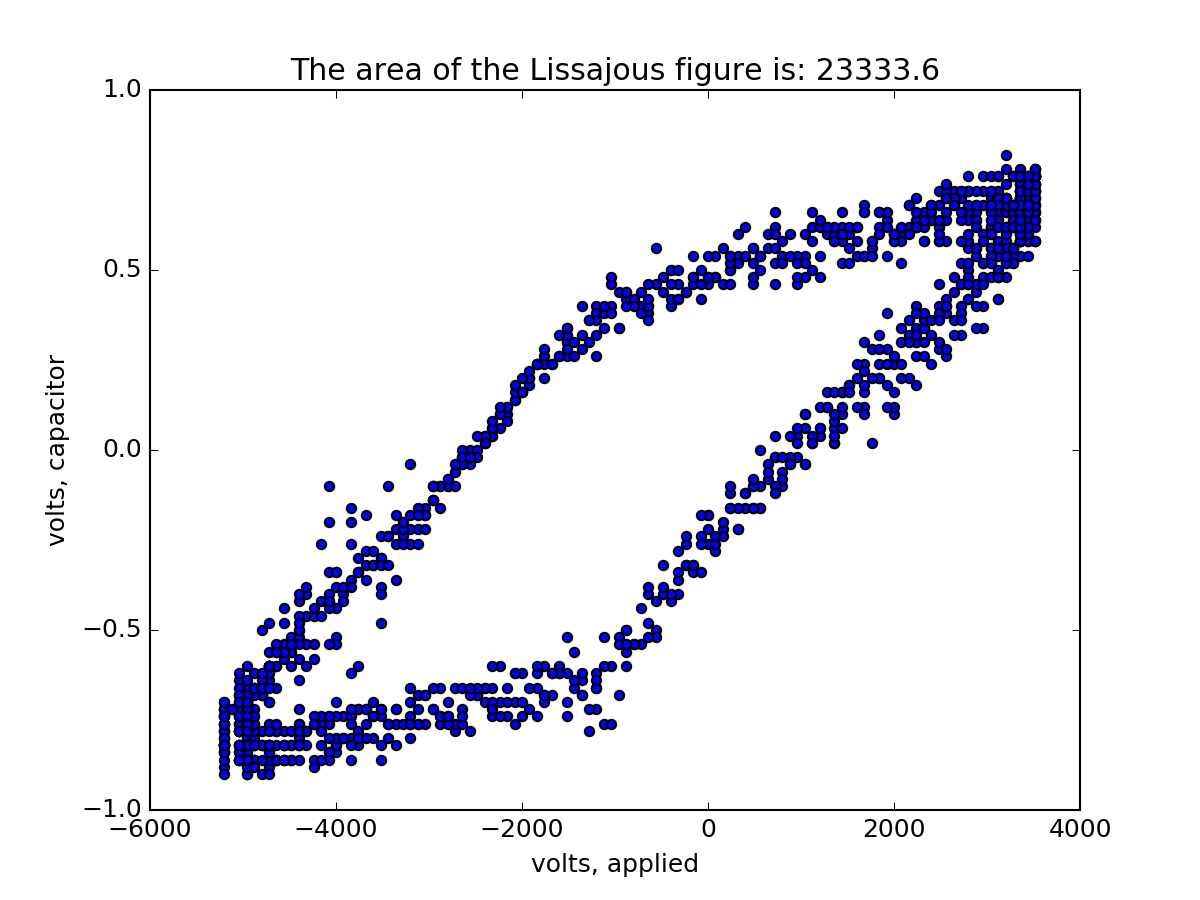 The area of the Lissajous figure is: 23333.6
1.0
0.5
0.0
−0.5
−1.0
volts, capacitor
−6000 −4000 −2000 0 2000 4000
volts, applied